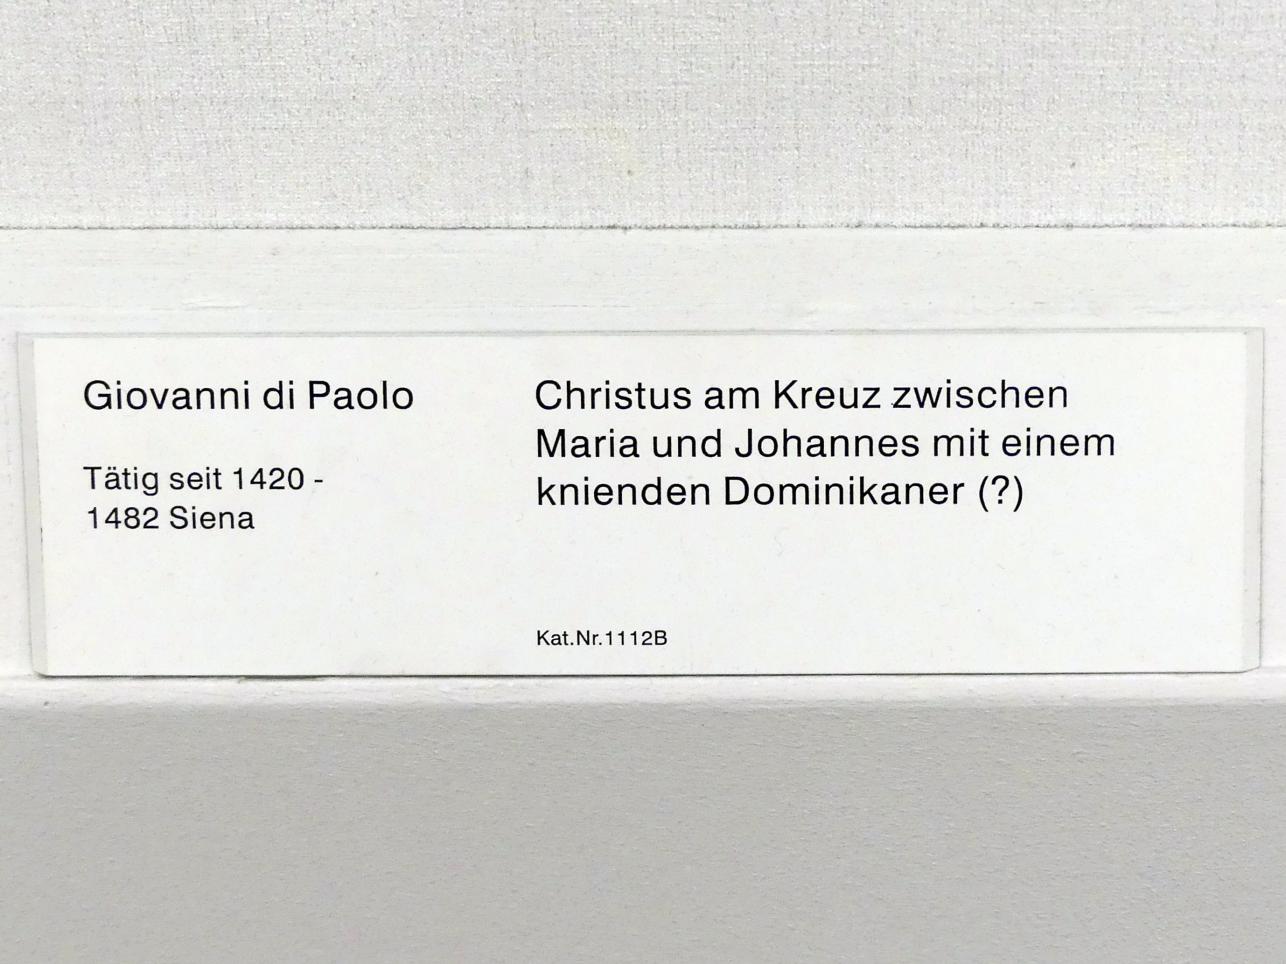 Giovanni di Paolo
Tätig seit 1420 -
1482 Siena
Christus am Kreuz zwischen
Maria und Johannes mit einem
knienden Dominikaner (?)
Kat.Nr.1112B